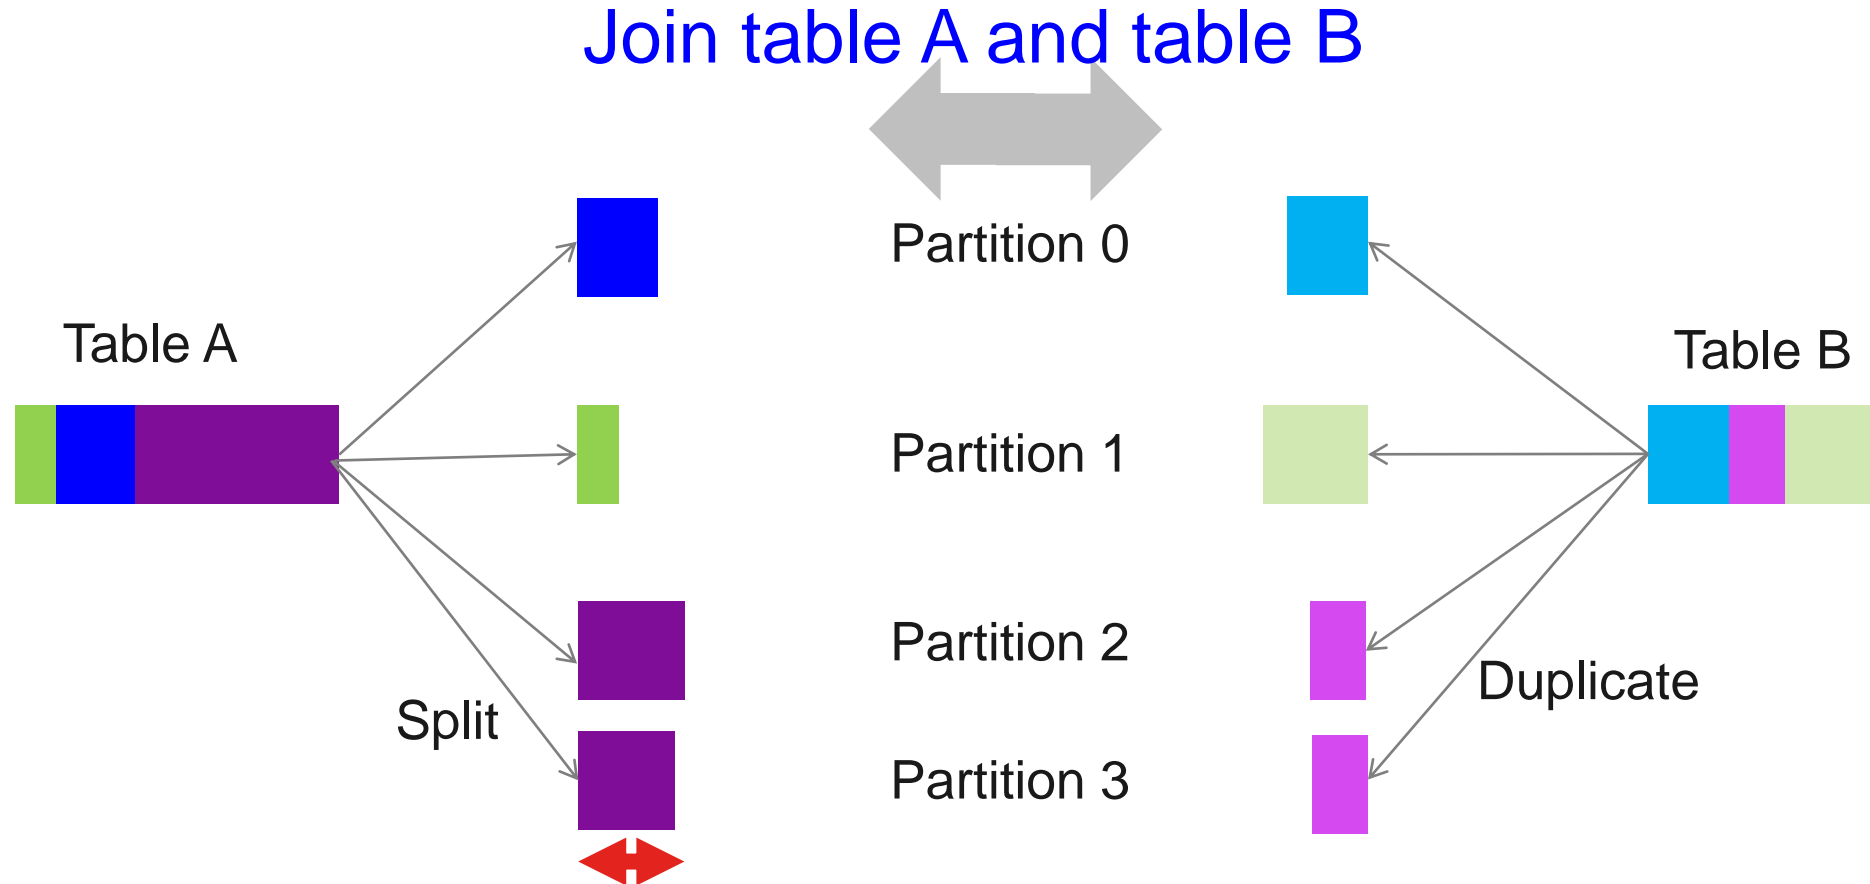 Join table A and table B
Partition 0
Table A
Table B
Partition 1
Partition 2
Duplicate
Split
Partition 3